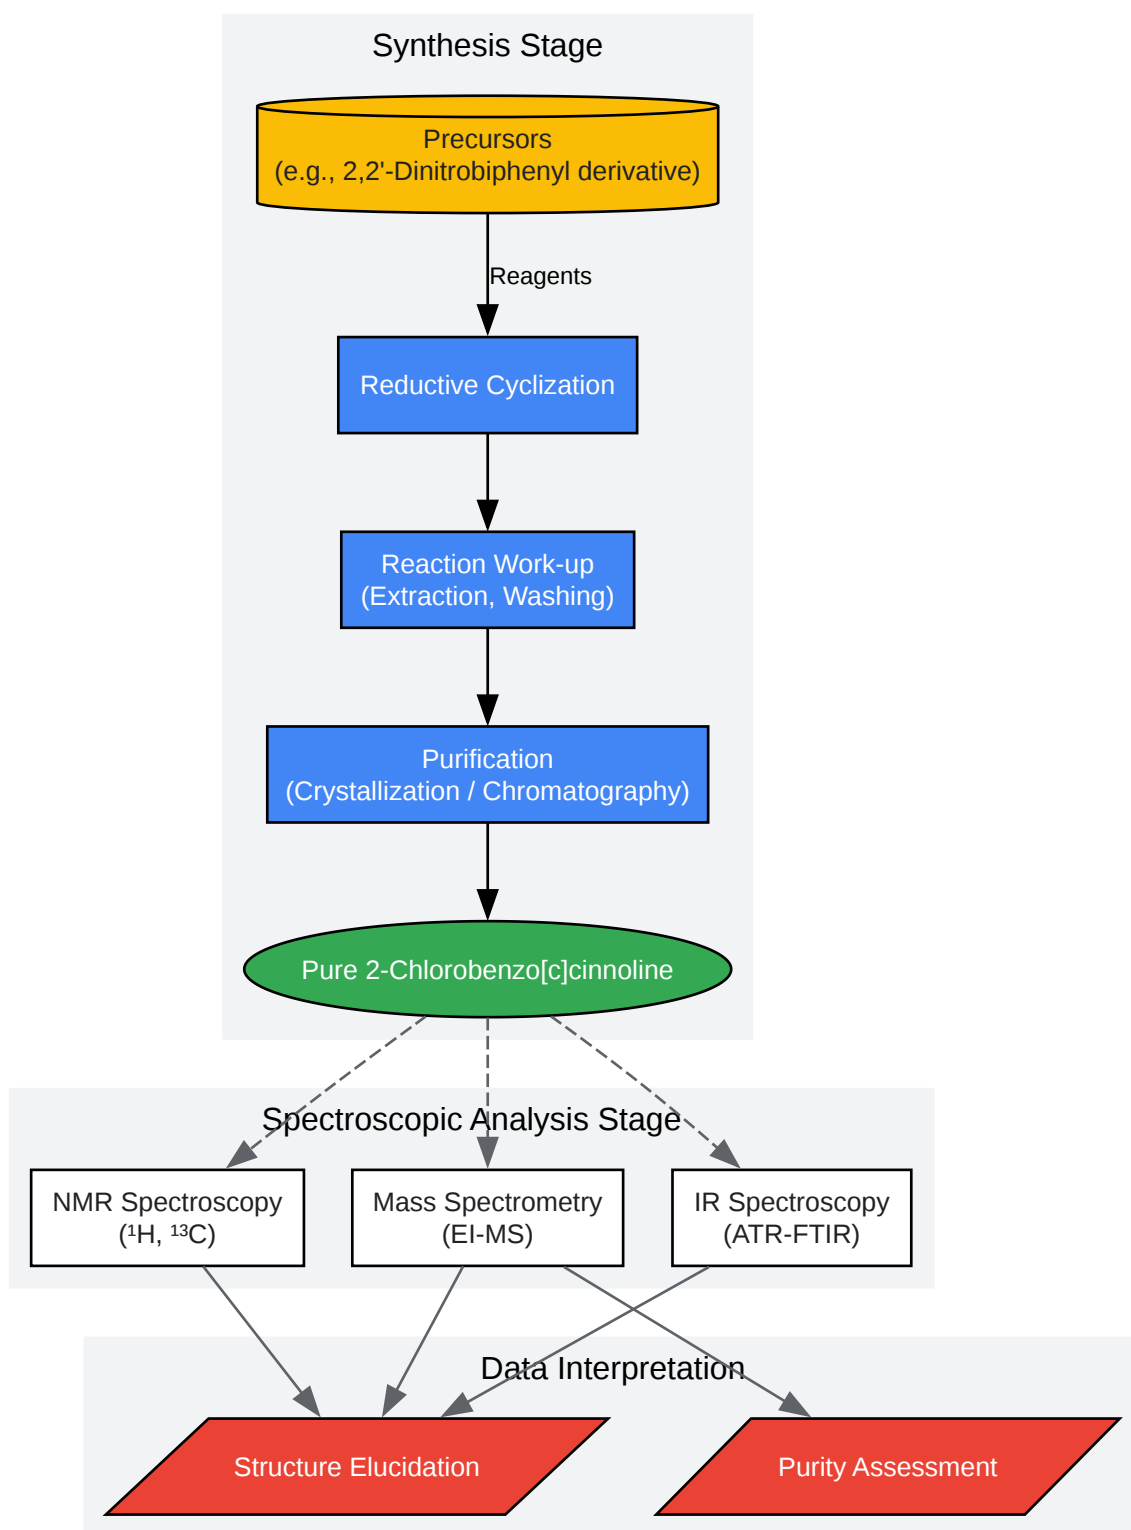 Synthesis Stage
Precursors
(e.g., 2,2'-Dinitrobiphenyl derivative)
Reagents
Reductive Cyclization
Reaction Work-up
(Extraction, Washing)
Purification
(Crystallization / Chromatography)
Pure 2-Chlorobenzo[c]cinnoline
Spectroscopic Analysis Stage
NMR Spectroscopy
(¹H, ¹³C)
Mass Spectrometry
(EI-MS)
IR Spectroscopy
(ATR-FTIR)
Data Interpretation
Structure Elucidation
Purity Assessment